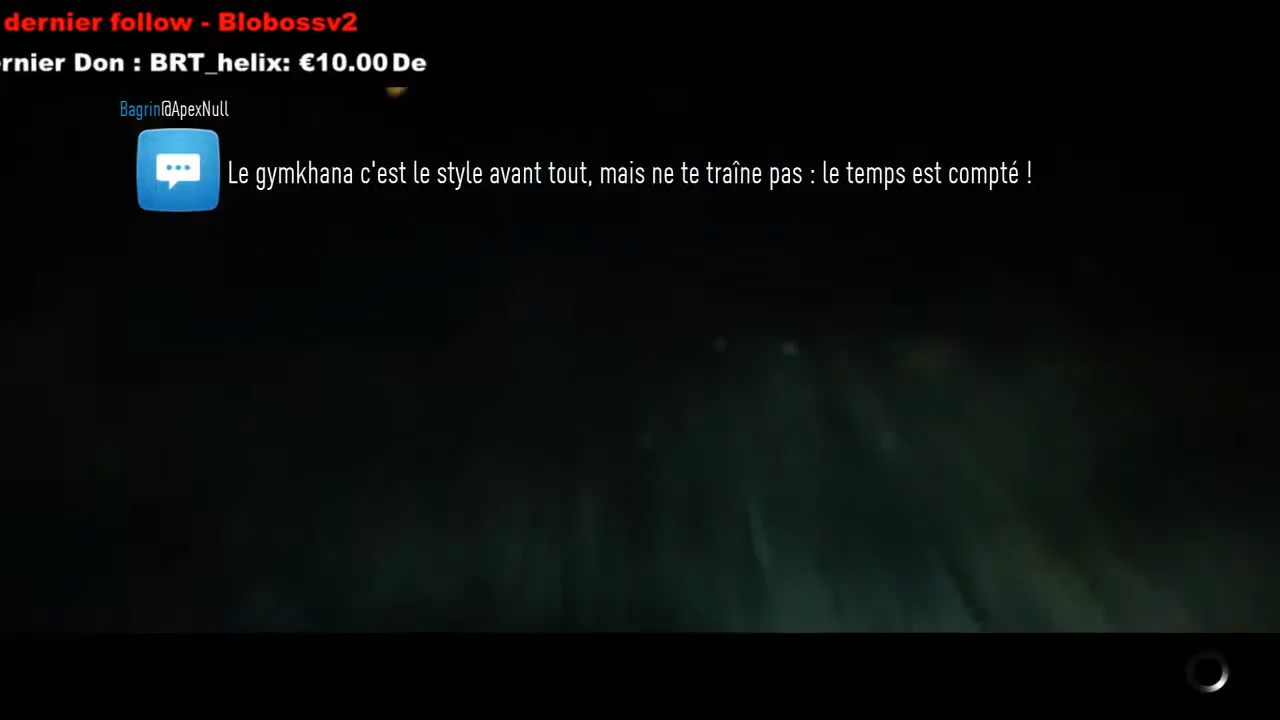 dernier follow - Blobossv2
rnier Don : BRT_helix: €10.00 De
Bagrin@ApexNull
Le gymkhana c'est le style avant tout, mais ne te traîne pas : le temps est compté !